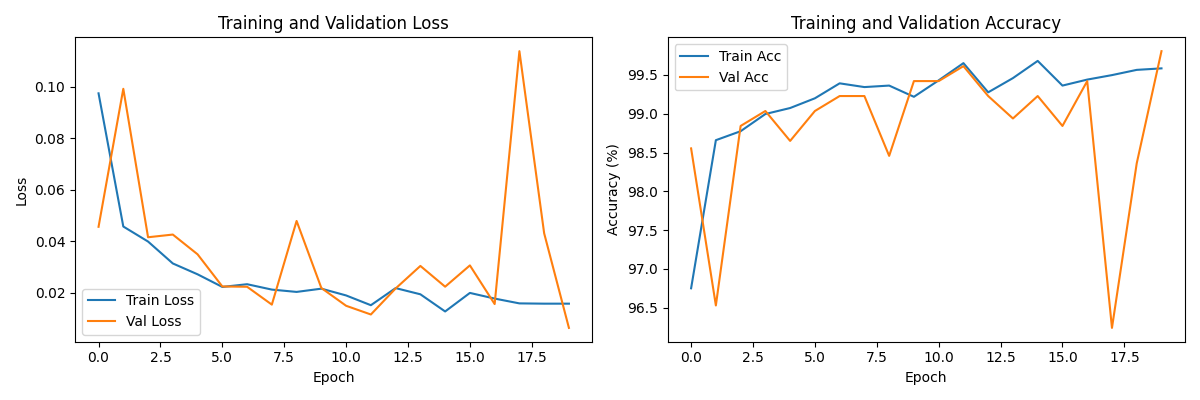 Training and Validation Loss
Loss
0.10
0.08
0.06
0.04
0.02
Train Loss
Val Loss
0.0 2.5 5.0 7.5 10.0 12.5 15.0 17.5
Epoch
Training and Validation Accuracy
Accuracy (%)
Train Acc
Val Acc
99.5
99.0
98.5
98.0
97.5
97.0
96.5
0.0 2.5 5.0 7.5 10.0 12.5 15.0 17.5
Epoch